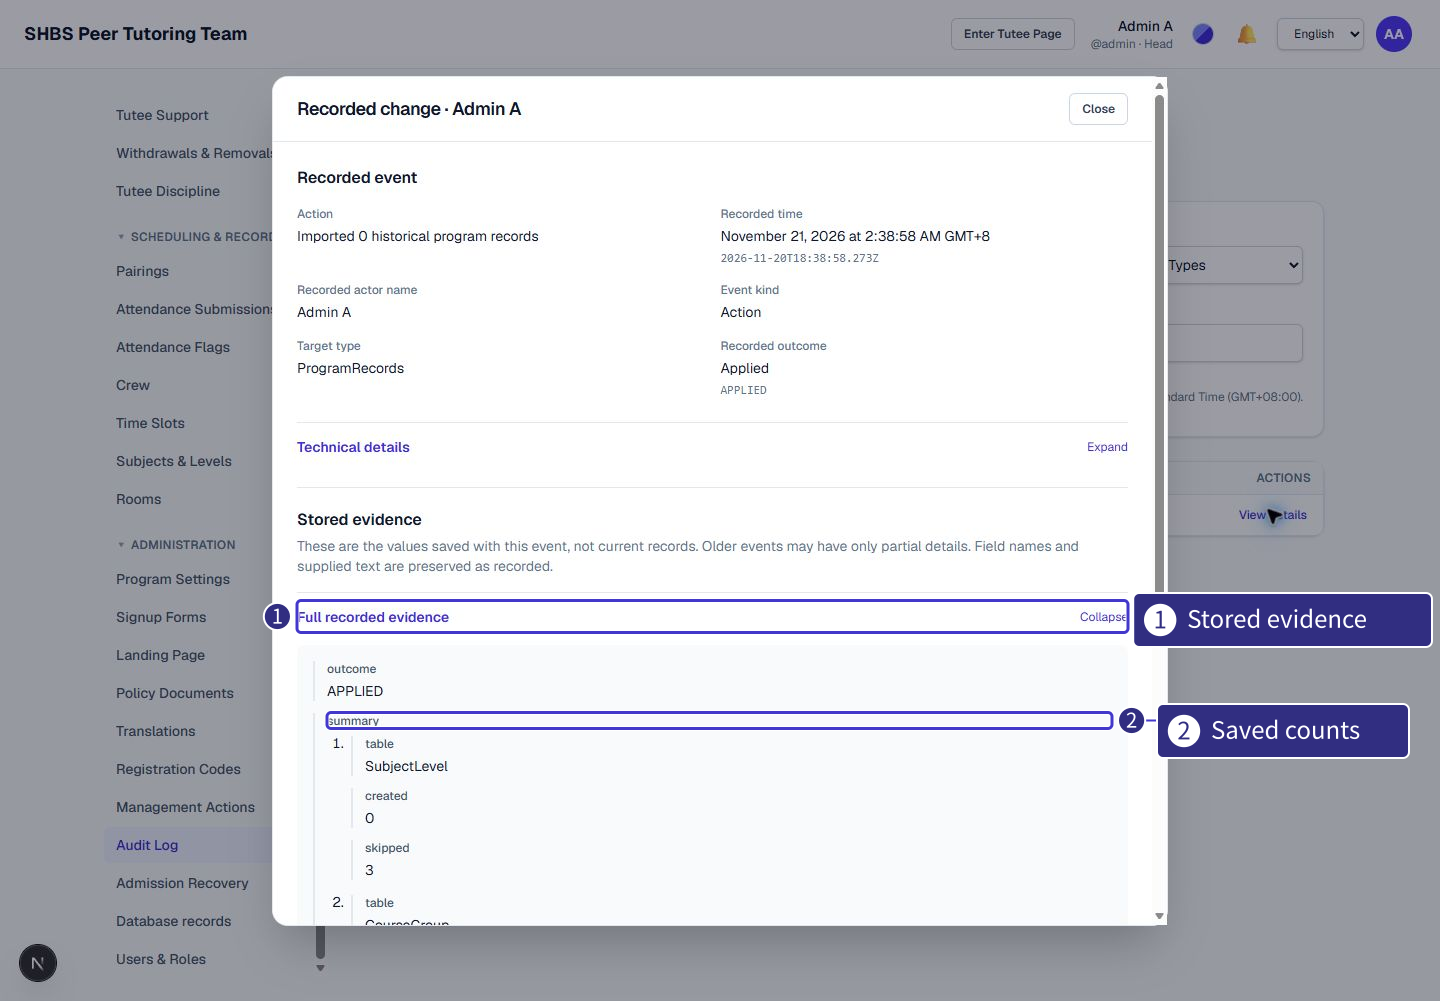 SHBS Peer Tutoring Team
Enter Tutee Page
Admin A
@admin · Head
English
AA
Tutee Support
Withdrawals & Removals
Tutee Discipline
SCHEDULING & RECORD
Pairings
Attendance Submissions
Attendance Flags
Crew
Time Slots
Subjects & Levels
Rooms
ADMINISTRATION
Program Settings
Signup Forms
Landing Page
Policy Documents
Translations
Registration Codes
Management Actions
Audit Log
Admission Recovery
Database records
Users & Roles
N
Recorded change · Admin A
Close
Recorded event
Action
Imported 0 historical program records
Recorded time
November 21, 2026 at 2:38:58 AM GMT+8
2026-11-20T18:38:58.273Z
Recorded actor name
Admin A
Event kind
Action
Target type
ProgramRecords
Recorded outcome
Applied
APPLIED
Technical details
Expand
Stored evidence
These are the values saved with this event, not current records. Older events may have only partial details. Field names and
supplied text are preserved as recorded.
1
Full recorded evidence
Collapse
1 Stored evidence
outcome
APPLIED
summary
2
2 Saved counts
1. table
SubjectLevel
created
0
skipped
3
2. table
CourseGroup
Types
ndard Time (GMT+08:00).
ACTIONS
View tails